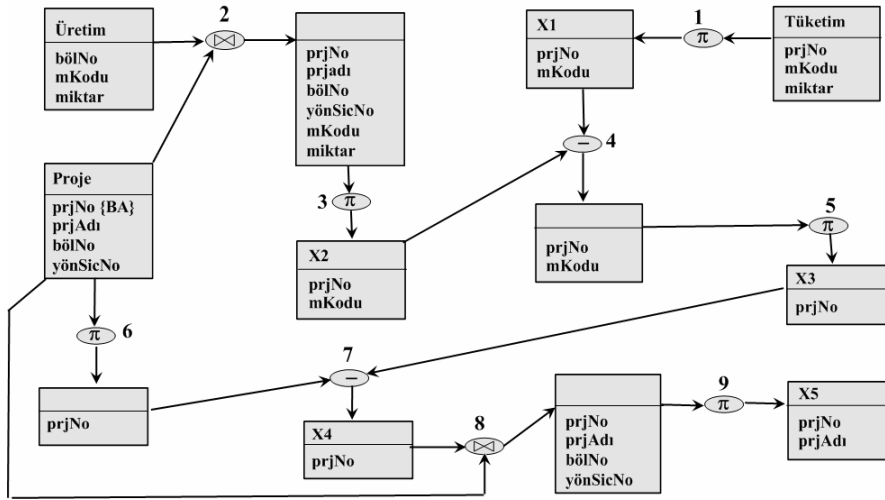 Üretim
bölNo
mKodu
miktar
2
⋈
prjNo
prjadı
bölNo
yönSicNo
mKodu
miktar
X1
prjNo
mKodu
1
π
Tüketim
prjNo
mKodu
miktar
− 4
Proje
prjNo {BA}
prjAdı
bölNo
yönSicNo
3 π
X2
prjNo
mKodu
prjNo
mKodu
5
π
X3
prjNo
π 6
prjNo
7
−
X4
prjNo
8
⋈
prjNo
prjAdı
bölNo
yönSicNo
9
π
X5
prjNo
prjAdı